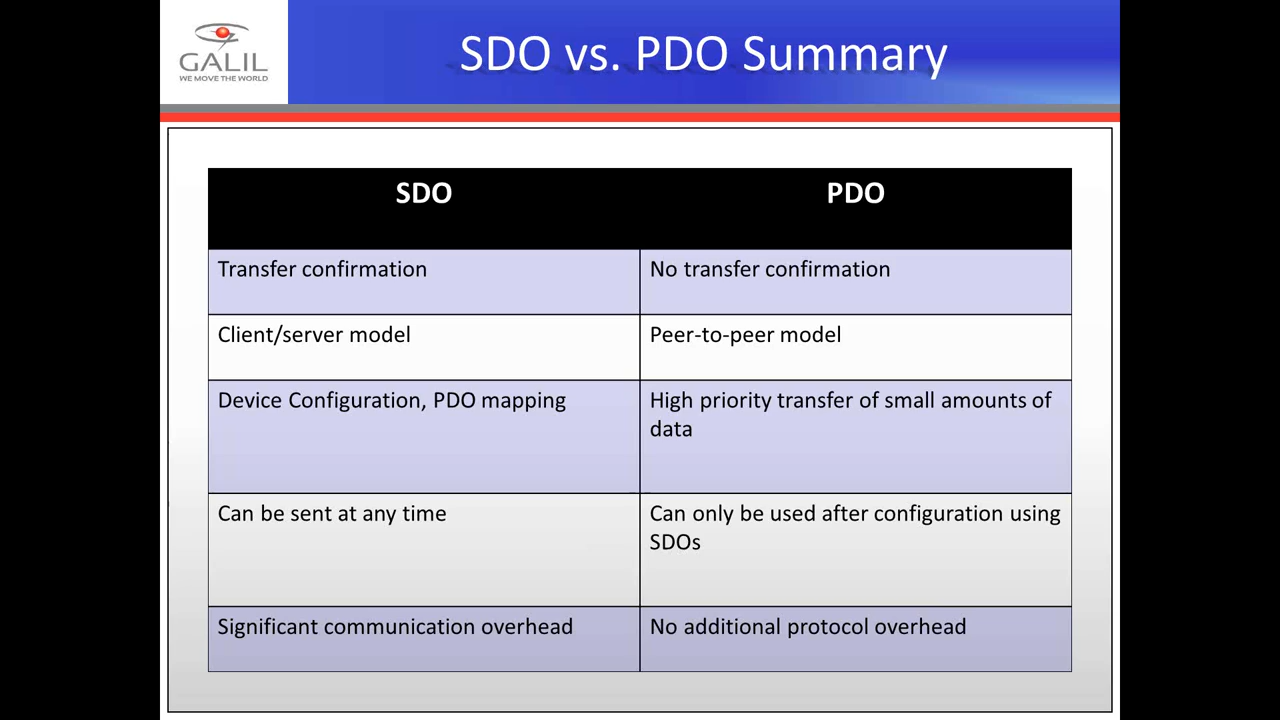 GALIL
WE MOVE THE WORLD
SDO vs. PDO Summary
SDO
PDO
Transfer confirmation
No transfer confirmation
Client/server model
Peer-to-peer model
Device Configuration, PDO mapping
High priority transfer of small amounts of
data
Can be sent at any time
Can only be used after configuration using
SDOs
Significant communication overhead
No additional protocol overhead